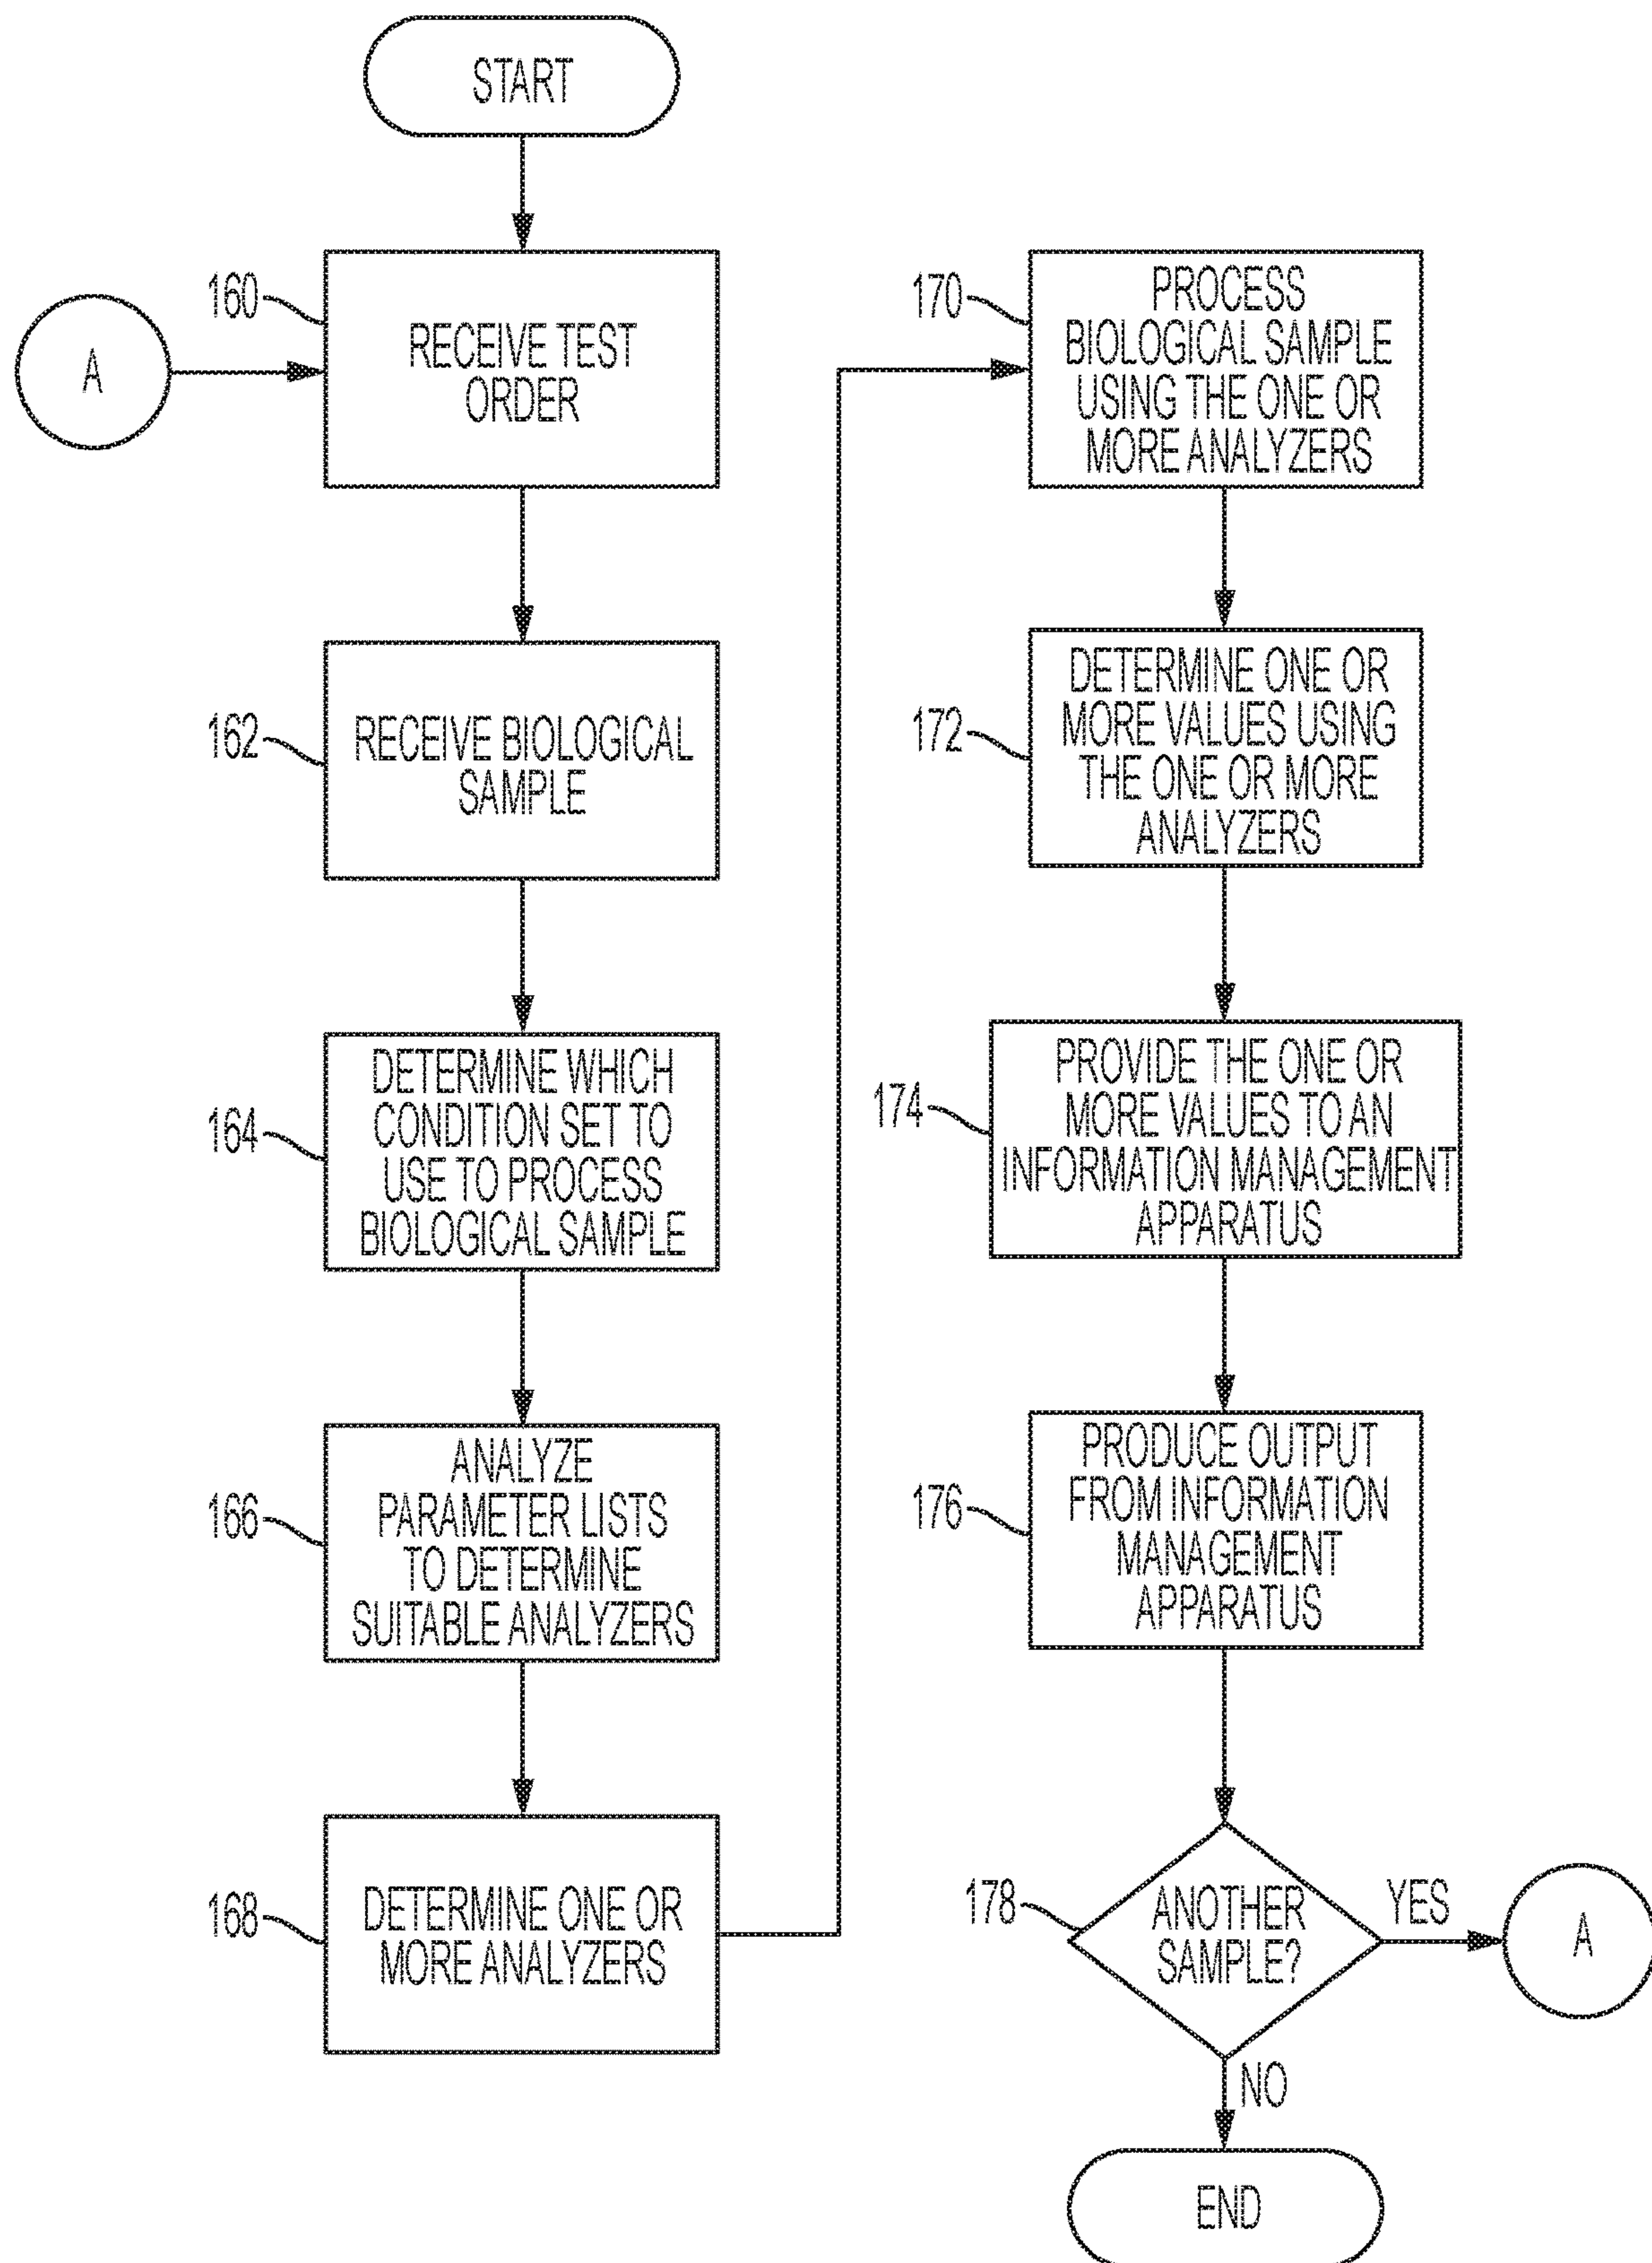 START
A
160
RECEIVE TEST
ORDER
162
RECEIVE BIOLOGICAL
SAMPLE
164
DETERMINE WHICH
CONDITION SET TO
USE TO PROCESS
BIOLOGICAL SAMPLE
166
ANALYZE
PARAMETER LISTS
TO DETERMINE
SUITABLE ANALYZERS
168
DETERMINE ONE OR
MORE ANALYZERS
170
PROCESS
BIOLOGICAL SAMPLE
USING THE ONE OR
MORE ANALYZERS
172
DETERMINE ONE OR
MORE VALUES USING
THE ONE OR MORE
ANALYZERS
174
PROVIDE THE ONE OR
MORE VALUES TO AN
INFORMATION MANAGEMENT
APPARATUS
176
PRODUCE OUTPUT
FROM INFORMATION
MANAGEMENT
APPARATUS
178
ANOTHER
SAMPLE?
YES
A
NO
END